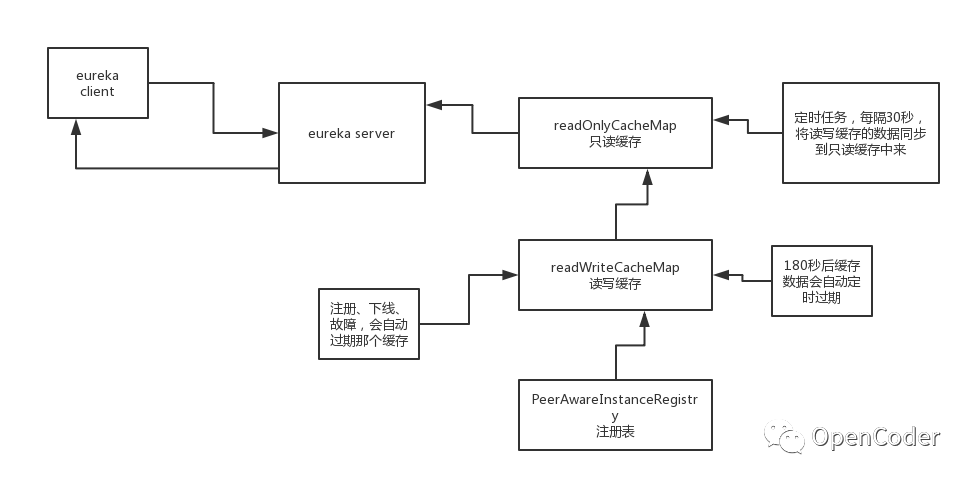 eureka
client
eureka server
readOnlyCacheMap
只读缓存
定时任务，每隔30秒，
将读写缓存的数据同步
到只读缓存中来
readWriteCacheMap
读写缓存
180秒后缓存
数据会自动定
时过期
注册、下线、
故障，会自动
过期那个缓存
PeerAwareInstanceRegistr
y
注册表
OpenCoder